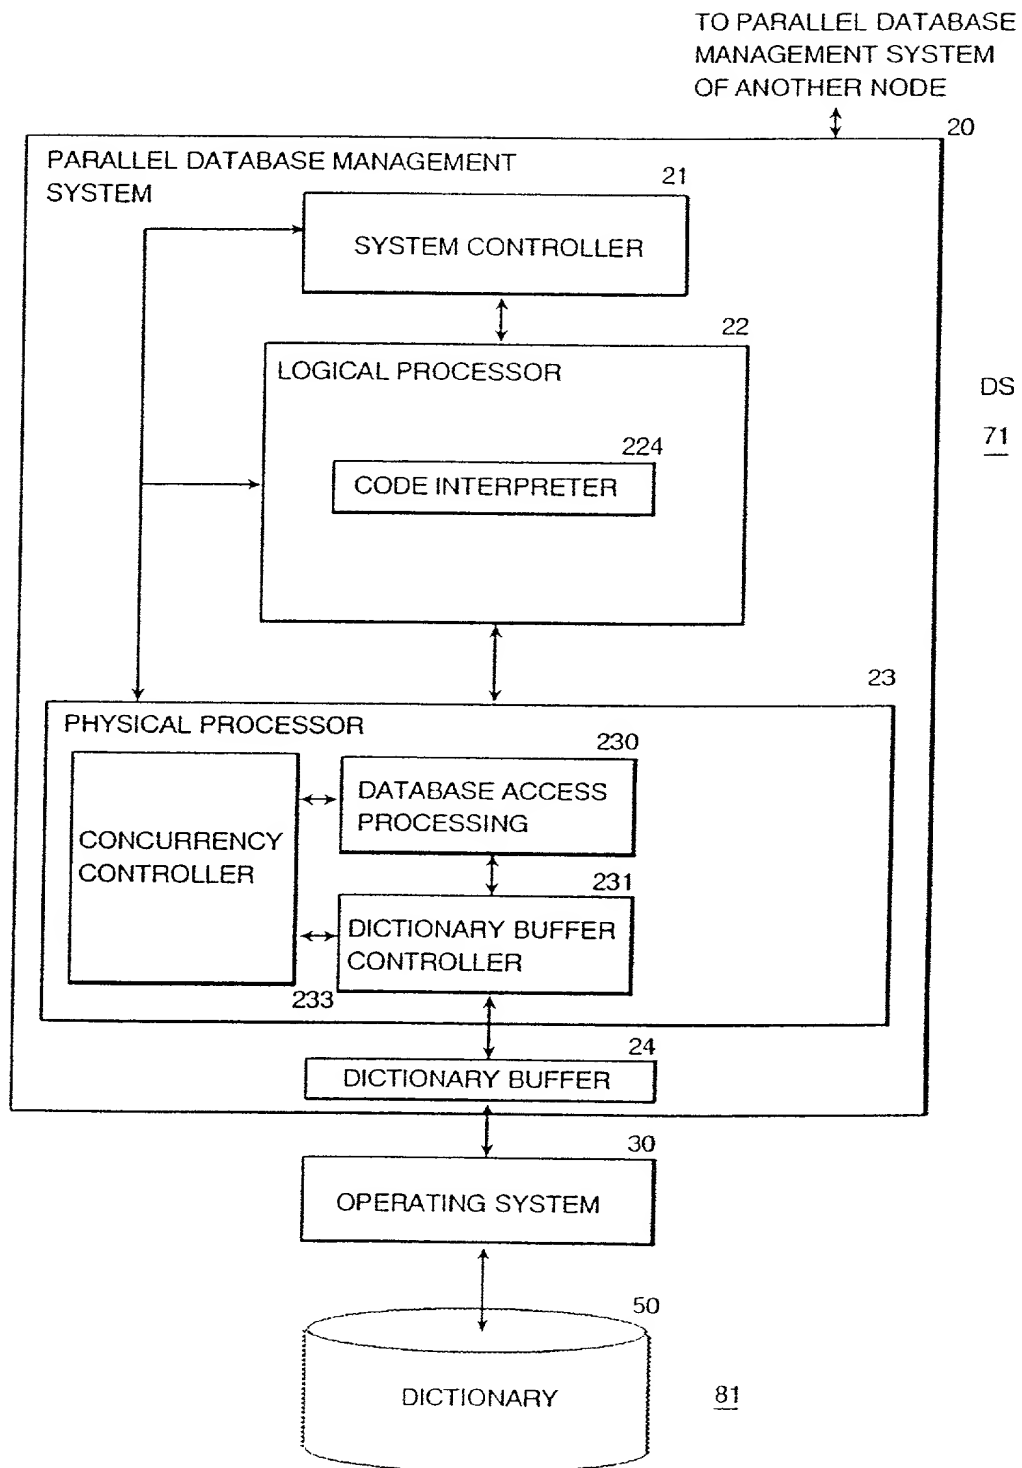 TO PARALLEL DATABASE
MANAGEMENT SYSTEM
OF ANOTHER NODE
20
PARALLEL DATABASE MANAGEMENT
SYSTEM
21
SYSTEM CONTROLLER
22
LOGICAL PROCESSOR
DS
71
224
CODE INTERPRETER
23
PHYSICAL PROCESSOR
230
DATABASE ACCESS
PROCESSING
CONCURRENCY
CONTROLLER
231
DICTIONARY BUFFER
CONTROLLER
233
24
DICTIONARY BUFFER
30
OPERATING SYSTEM
50
DICTIONARY
81